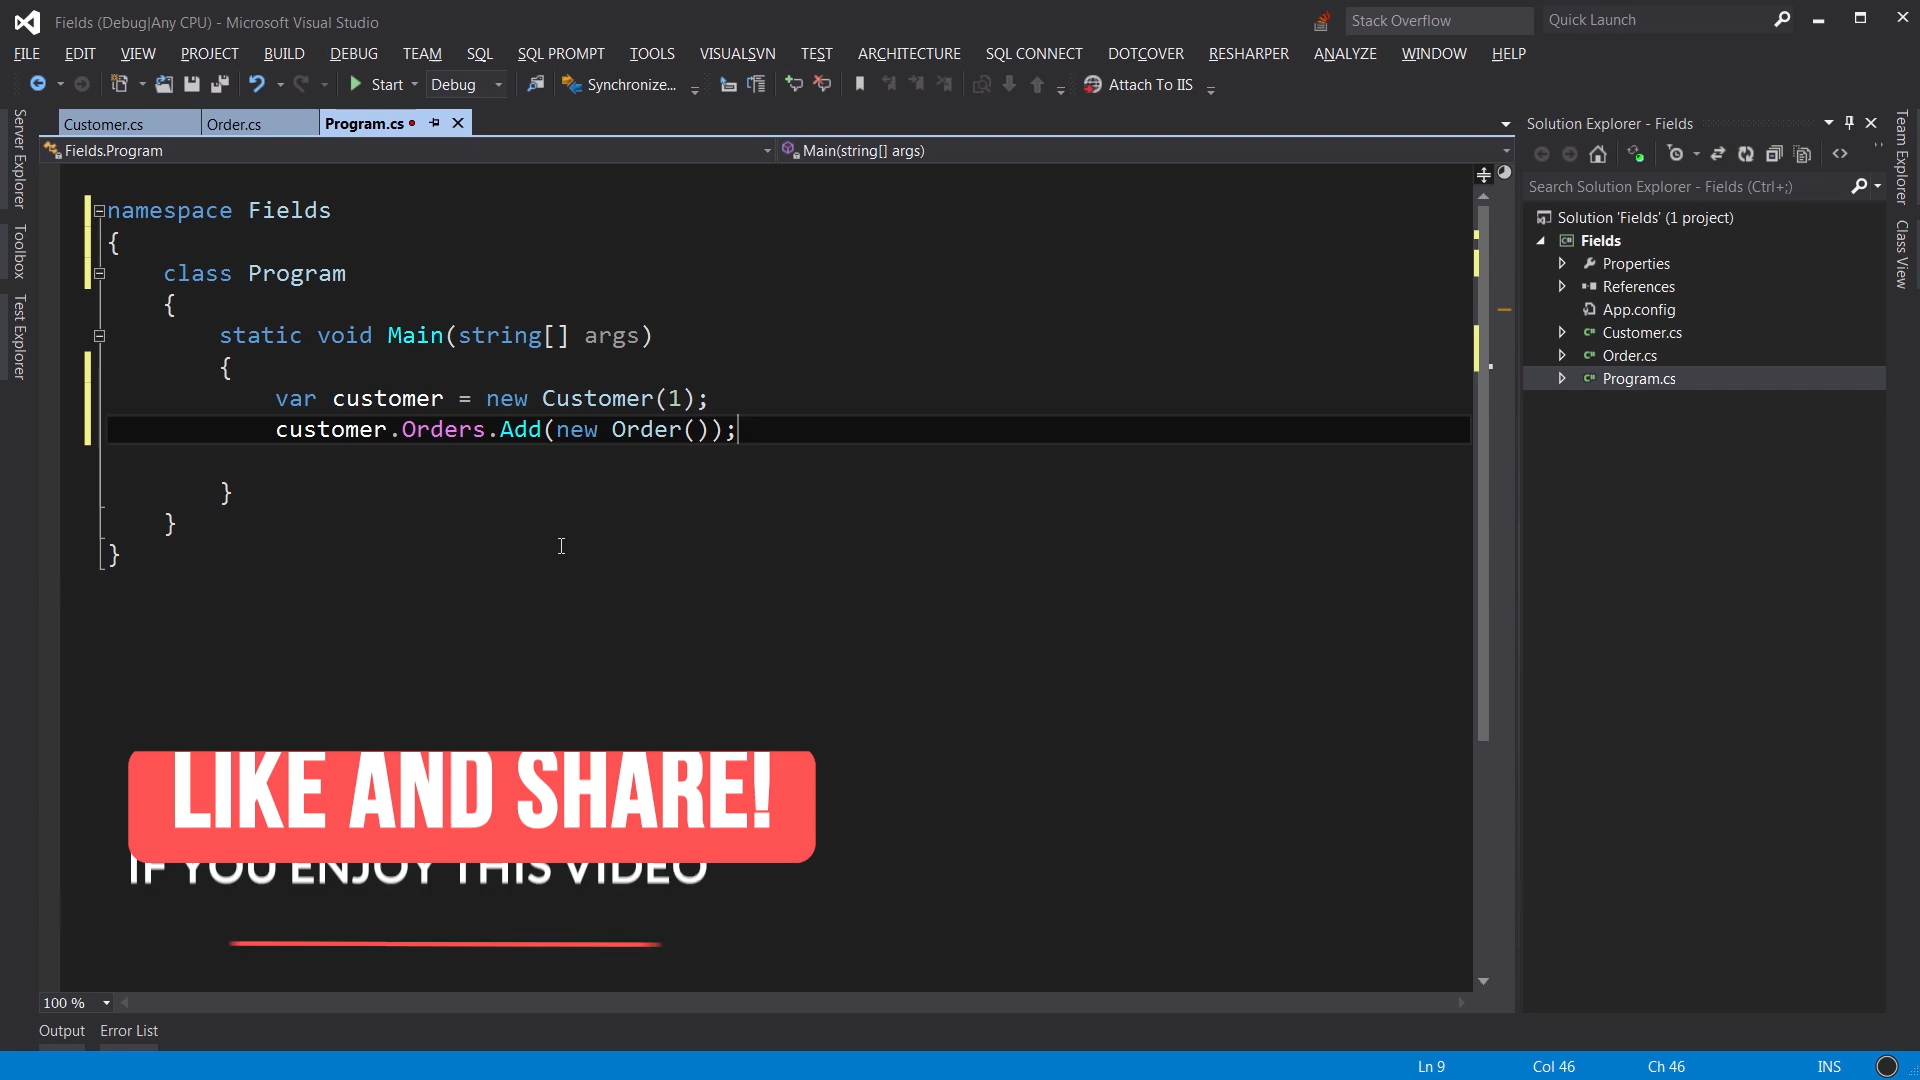 Fields (Debug|Any CPU) - Microsoft Visual Studio
Stack Overflow
Quick Launch
FILE EDIT VIEW PROJECT BUILD DEBUG TEAM SQL SQL PROMPT TOOLS VISUALSVN TEST ARCHITECTURE SQL CONNECT DOTCOVER RESHARPER ANALYZE WINDOW HELP
Start Debug Synchronize... Attach To IIS
Server Explorer
Toolbox
Test Explorer
Customer.cs Order.cs Program.cs
Fields.Program Main(string[] args)
namespace Fields
{
class Program
{
static void Main(string[] args)
{
var customer = new Customer(1);
customer.Orders.Add(new Order());
}
}
}
LIKE AND SHARE!
IF YOU ENJOY THIS VIDEO
100 %
Output Error List
Solution Explorer - Fields
Search Solution Explorer - Fields (Ctrl+;)
Solution 'Fields' (1 project)
Fields
Properties
References
App.config
Customer.cs
Order.cs
Program.cs
Team Explorer
Class View
Ln 9 Col 46 Ch 46 INS